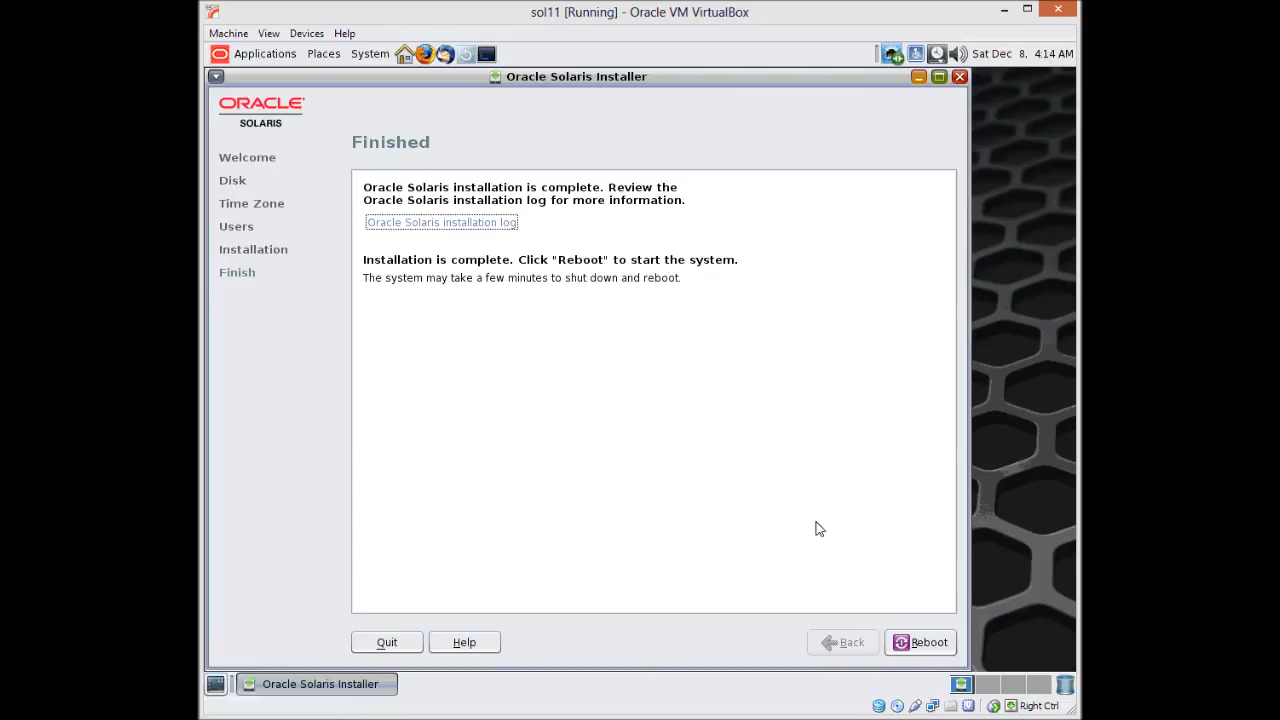 sol11 [Running] - Oracle VM VirtualBox
Machine View Devices Help
Applications Places System Sat Dec 8, 4:14 AM
Oracle Solaris Installer
ORACLE
SOLARIS
Finished
Welcome
Disk
Time Zone
Users
Installation
Finish
Oracle Solaris installation is complete. Review the
Oracle Solaris installation log for more information.
Oracle Solaris installation log
Installation is complete. Click "Reboot" to start the system.
The system may take a few minutes to shut down and reboot.
Quit Help Back Reboot
Oracle Solaris Installer
Right Ctrl